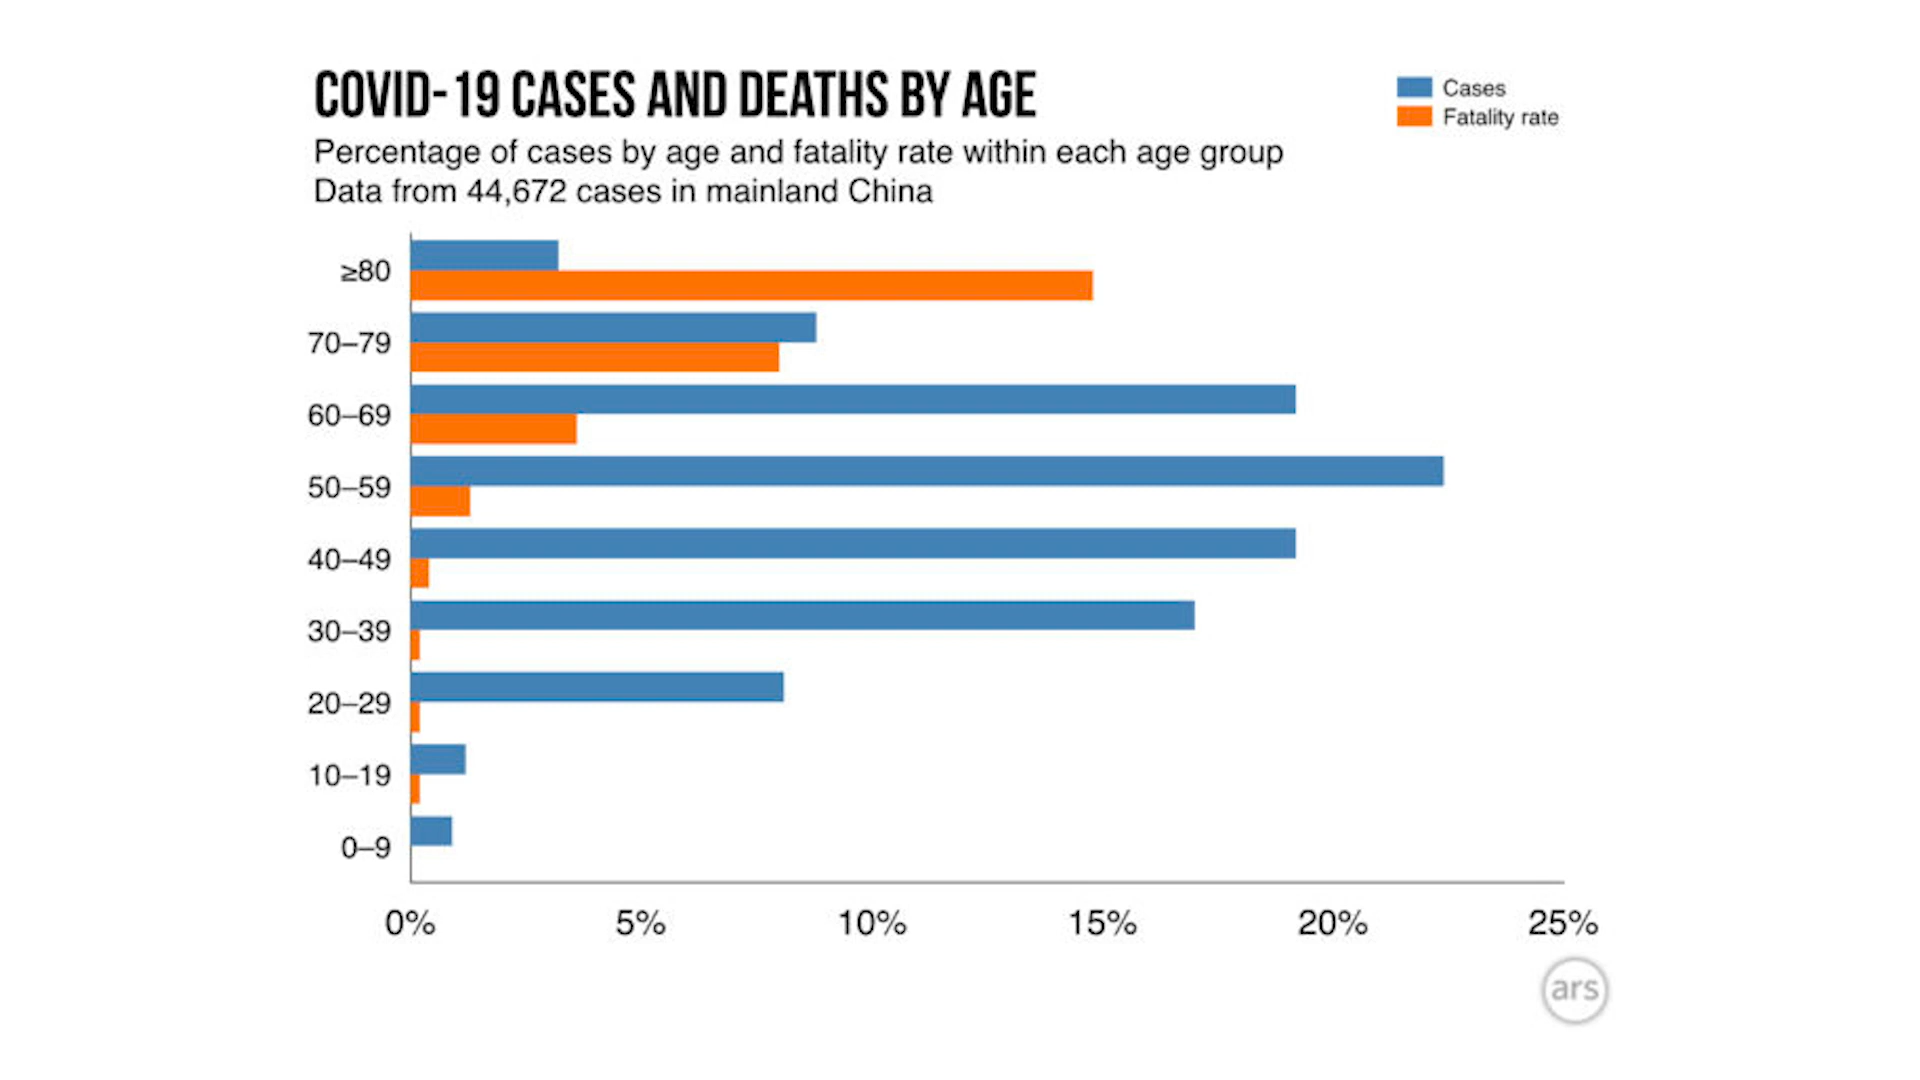 COVID-19 CASES AND DEATHS BY AGE
Percentage of cases by age and fatality rate within each age group
Data from 44,672 cases in mainland China
Cases
Fatality rate
≥80
70–79
60–69
50–59
40–49
30–39
20–29
10–19
0–9
0% 5% 10% 15% 20% 25%
ars